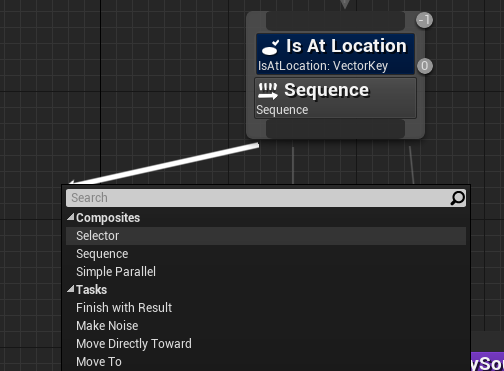 -1
Is At Location
IsAtLocation: VectorKey
0
Sequence
Sequence
Search
Composites
Selector
Sequence
Simple Parallel
Tasks
Finish with Result
Make Noise
Move Directly Toward
Move To